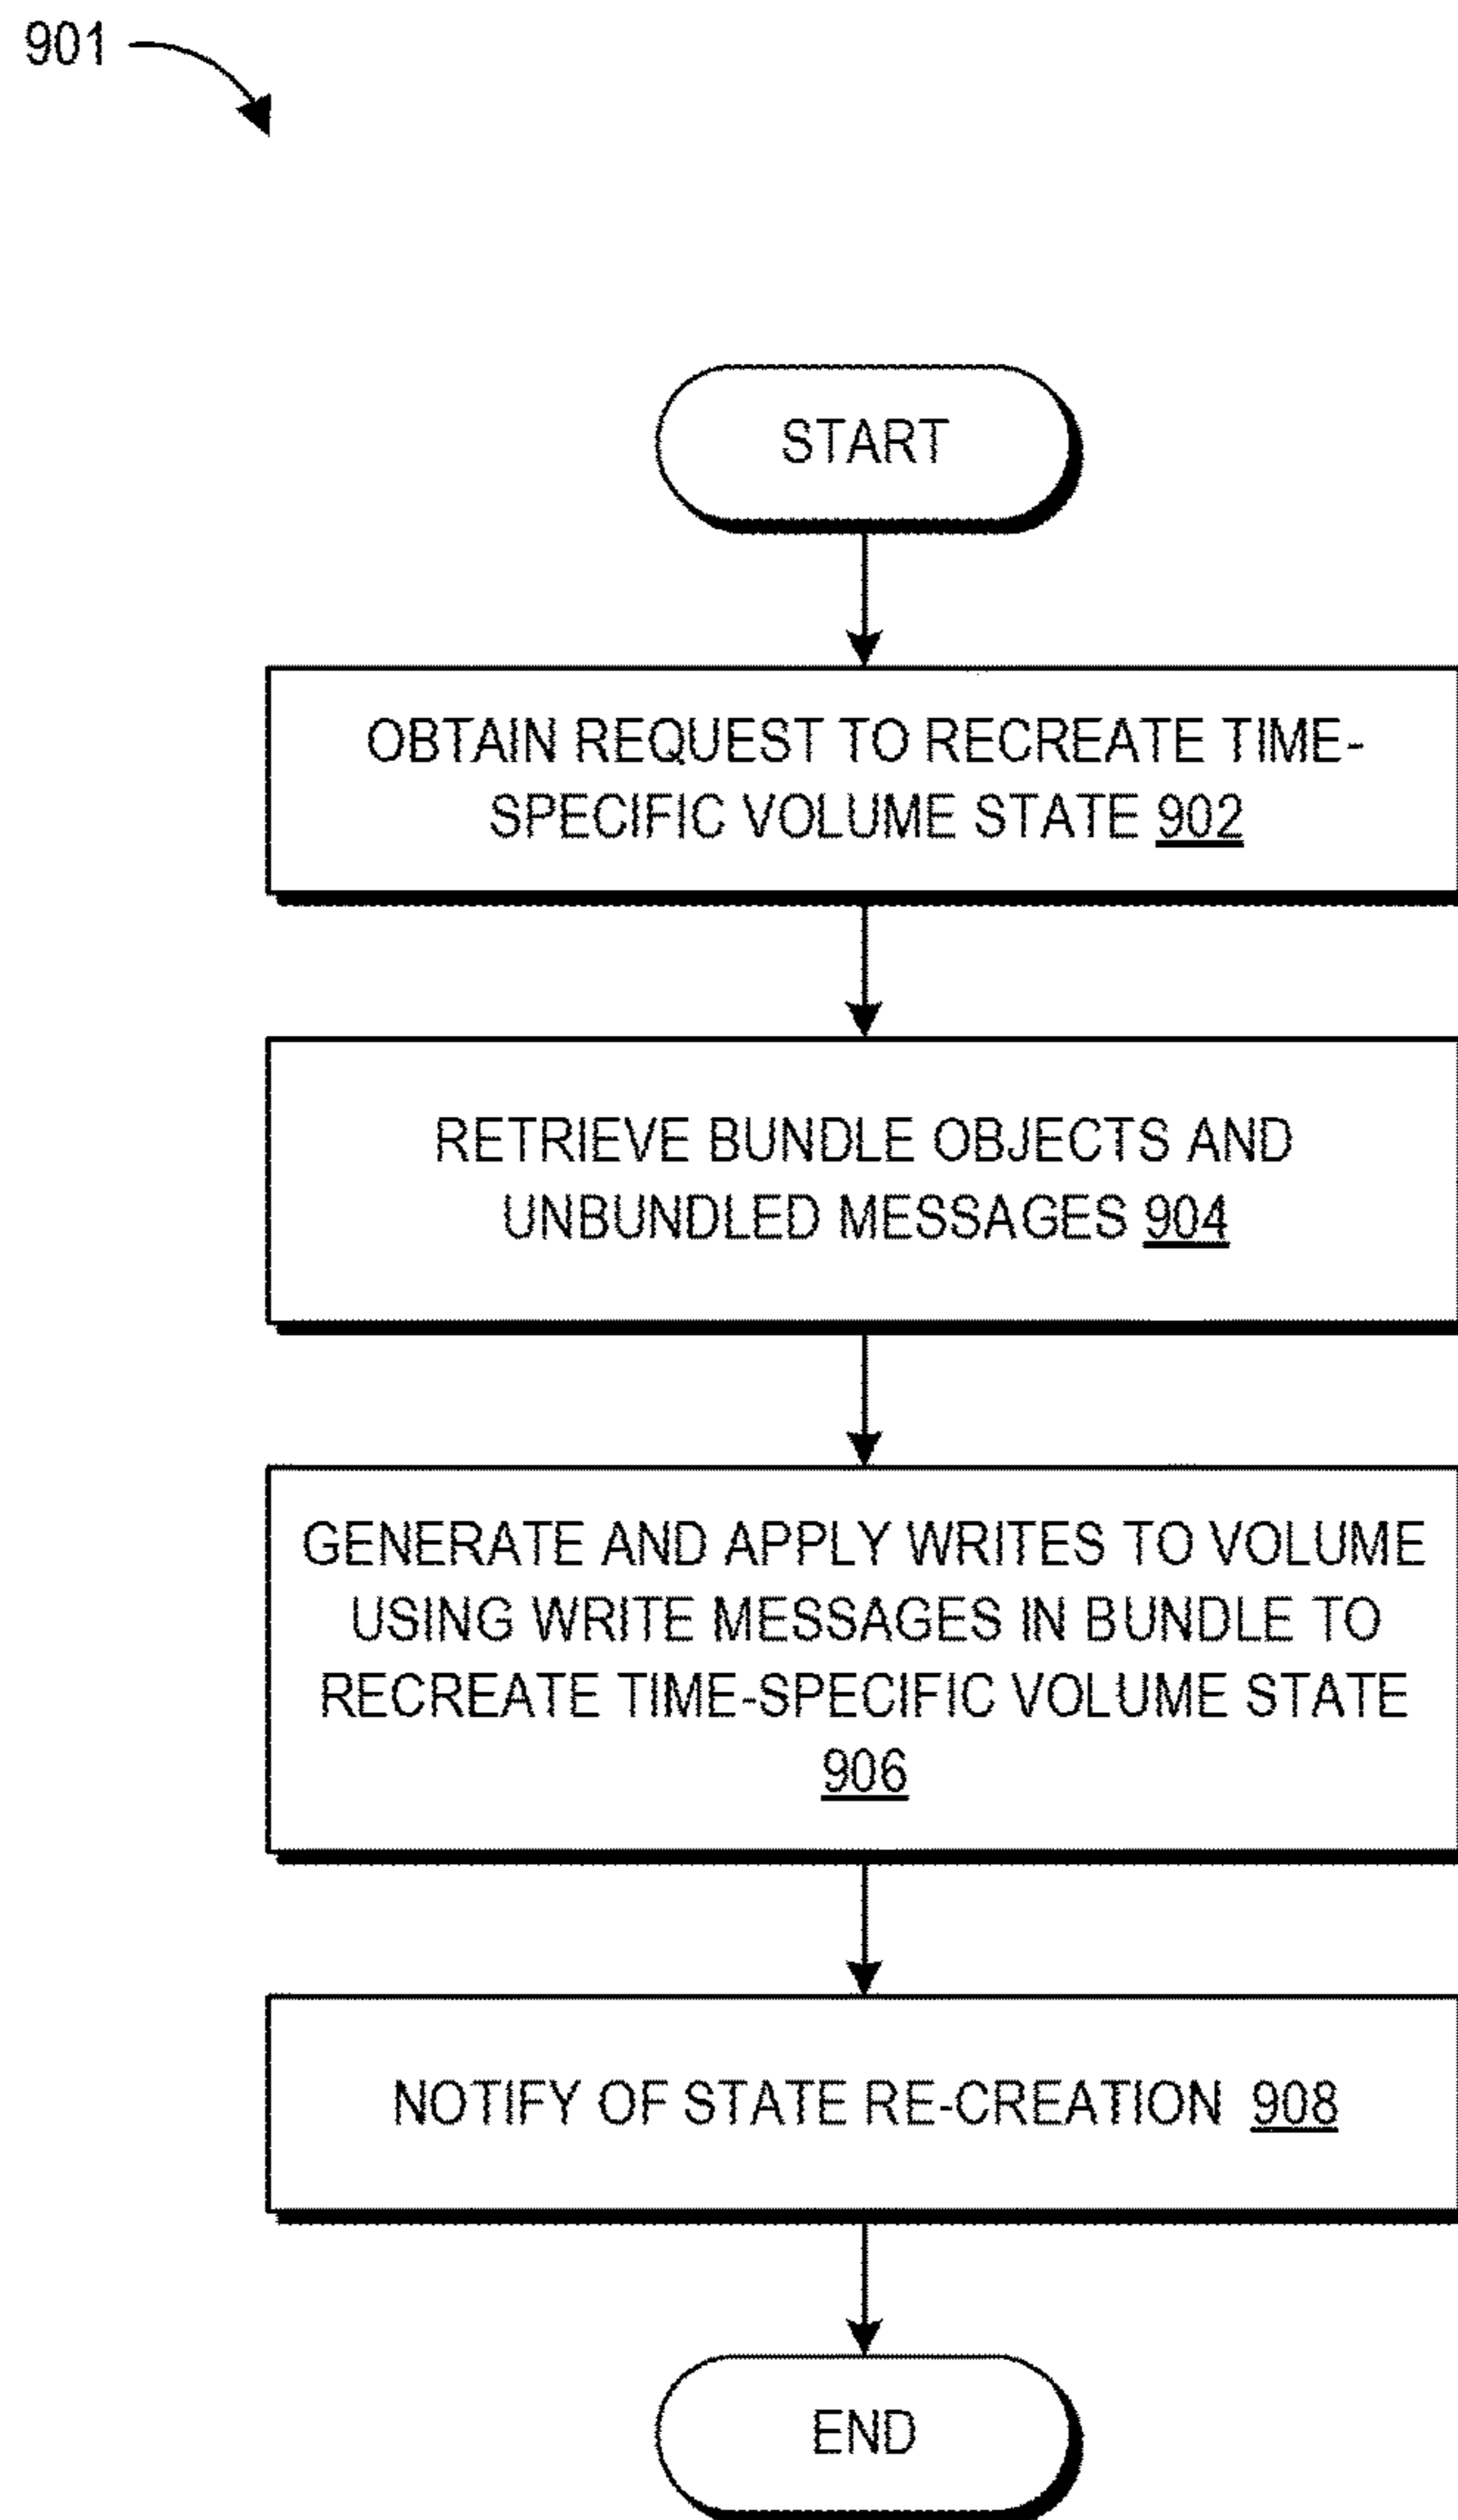 901
START
OBTAIN REQUEST TO RECREATE TIME-
SPECIFIC VOLUME STATE 902
RETRIEVE BUNDLE OBJECTS AND
UNBUNDLED MESSAGES 904
GENERATE AND APPLY WRITES TO VOLUME
USING WRITE MESSAGES IN BUNDLE TO
RECREATE TIME-SPECIFIC VOLUME STATE
906
NOTIFY OF STATE RE-CREATION 908
END